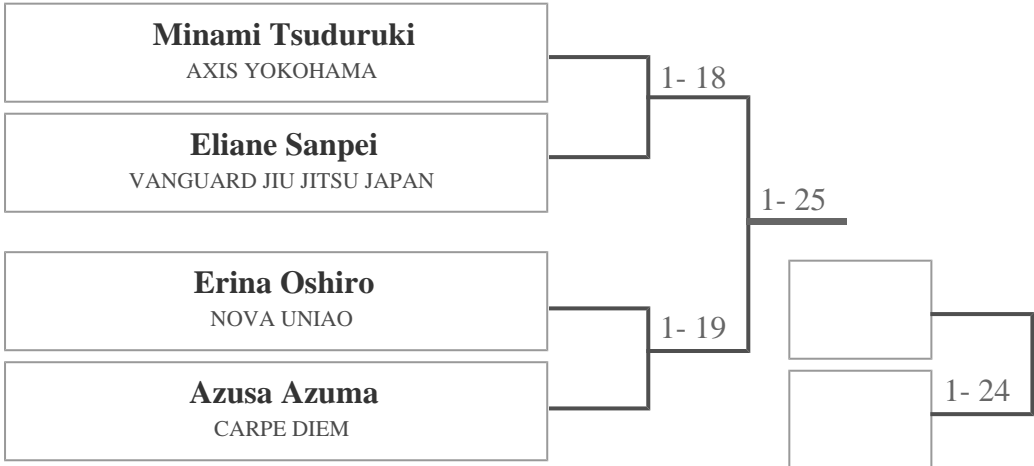 Minami Tsuduruki
AXIS YOKOHAMA
1- 18
Eliane Sanpei
VANGUARD JIU JITSU JAPAN
1- 25
Erina Oshiro
NOVA UNIAO
1- 19
Azusa Azuma
CARPE DIEM
1- 24